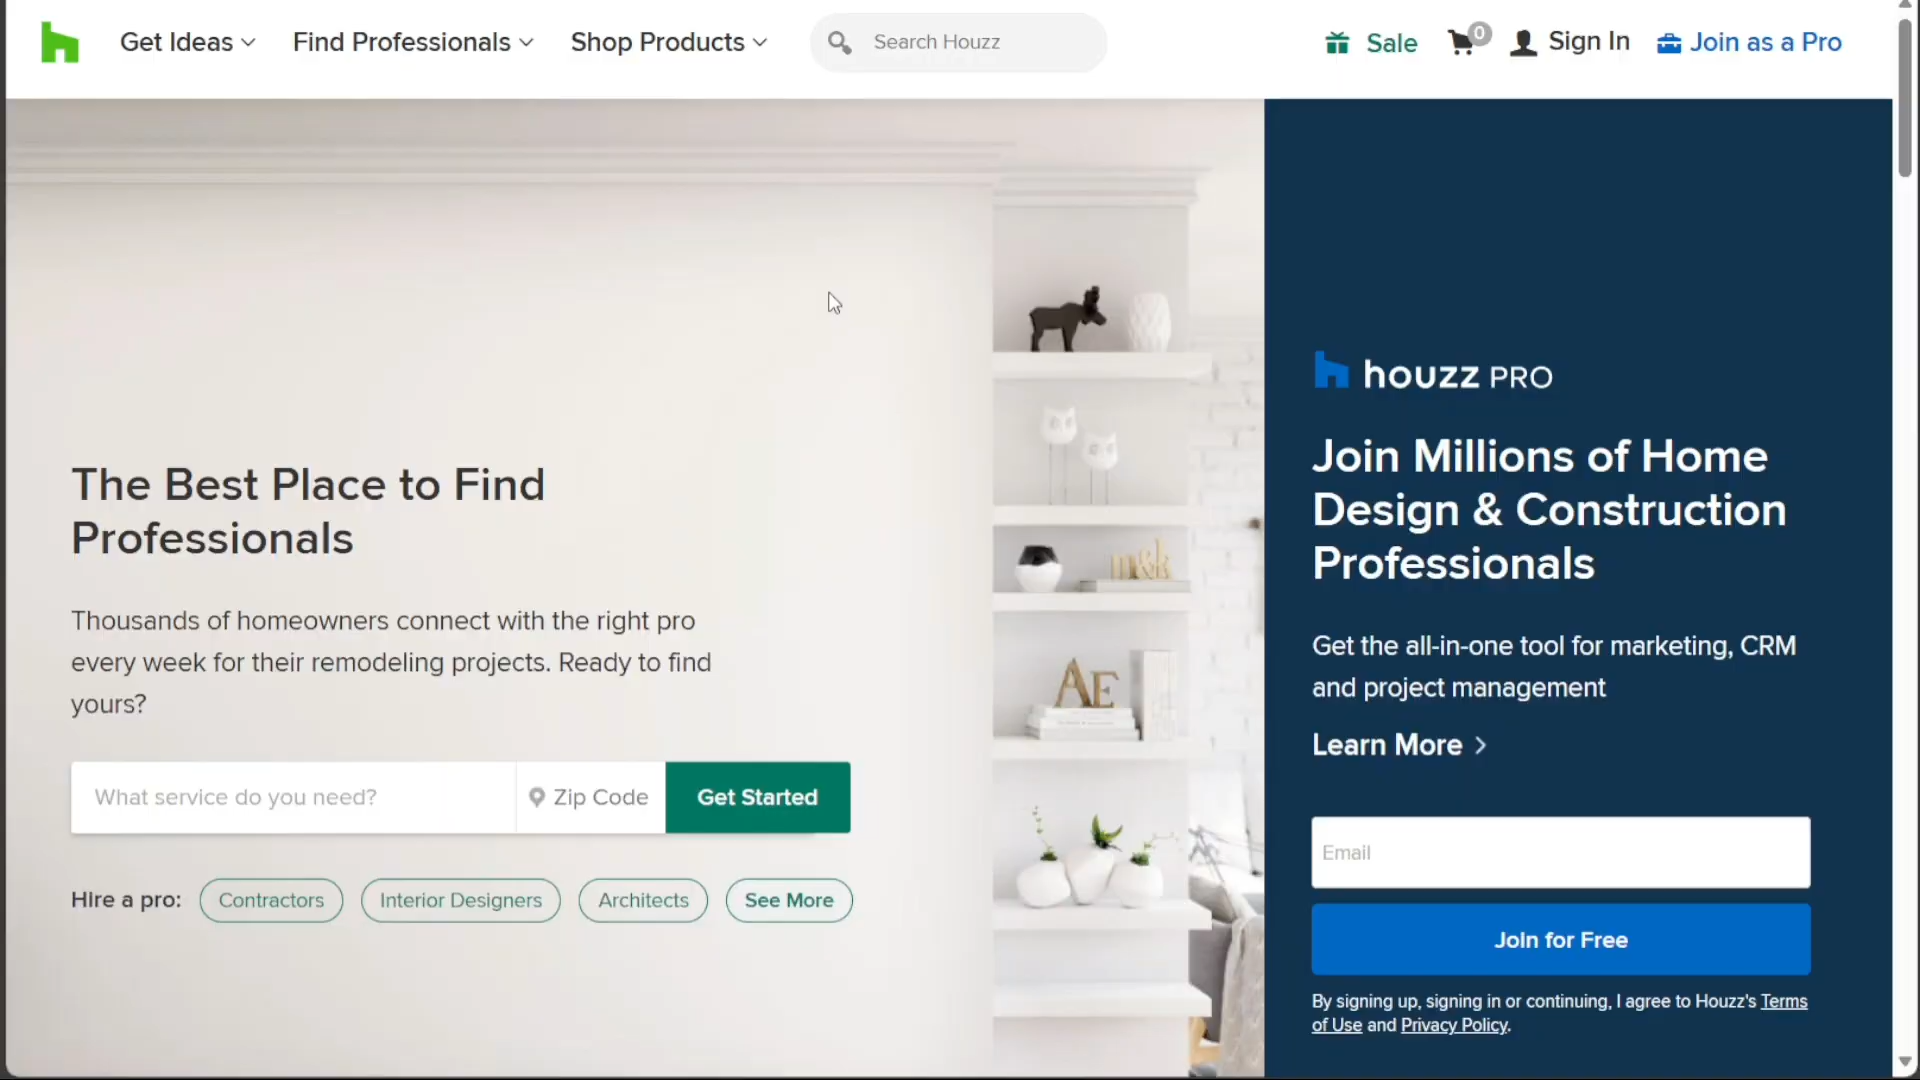 Get Ideas
Find Professionals
Shop Products
Search Houzz
Sale
0
Sign In
Join as a Pro
The Best Place to Find
Professionals
Thousands of homeowners connect with the right pro
every week for their remodeling projects. Ready to find
yours?
What service do you need?
Zip Code
Get Started
Hire a pro:
Contractors
Interior Designers
Architects
See More
m&k
AE
houzz PRO
Join Millions of Home
Design & Construction
Professionals
Get the all-in-one tool for marketing, CRM
and project management
Learn More
Email
Join for Free
By signing up, signing in or continuing, I agree to Houzz's Terms
of Use and Privacy Policy.